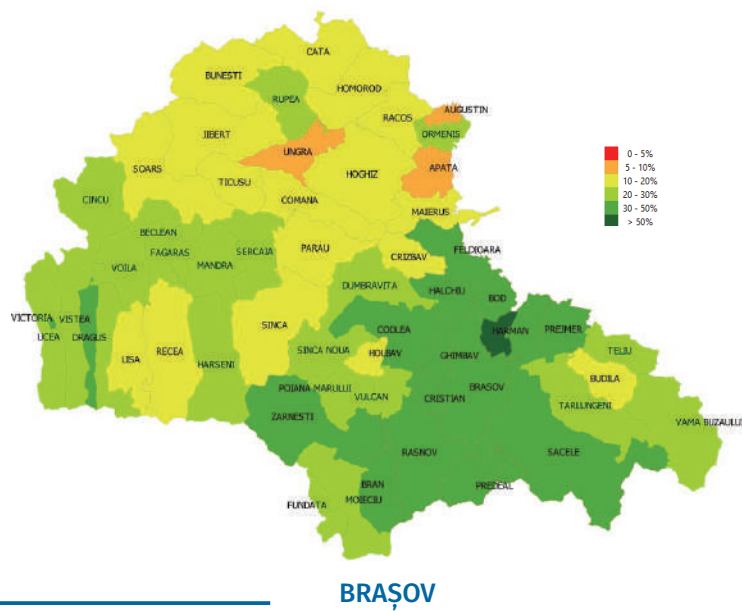 CATA
BUNESTI
HOMOROD
RUPEA
AUGUSTIN
RACOS
ORMENIS
JIBERT
UNGRA
HOGHIZ
APATA
SOARS
TICUSU
COMANA
CINCU
MAIERUS
BECLEAN
FAGARAS
SERCAIA
PARAU
CRIZBAV
FELDIOARA
VOILA
MANDRA
DUMBRAVITA
HALCHIU
BOD
VICTORIA
VISTEA
SINCA
CODLEA
HARMAN
PREJMER
UCEA
DRAGUS
LISA
RECEA
HARSENI
SINCA NOUA
HOLBAV
GHIMBAV
TELIU
BUDILA
POIANA MARULUI
VULCAN
CRISTIAN
BRASOV
TARLUNGENI
ZARNESTI
VAMA BUZAULUI
RASNOV
SACELE
BRAN
PREDEAL
FUNDATA
MOIECIU
0 - 5%
5 - 10%
10 - 20%
20 - 30%
30 - 50%
> 50%
BRAȘOV